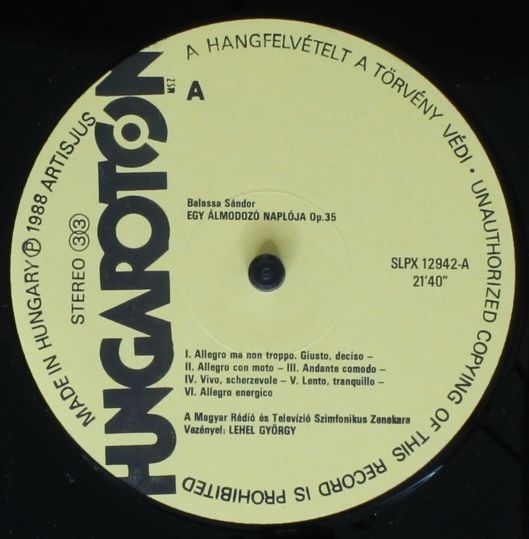 A HANGFELVÉTELT A TÖRVÉNY VÉDI · UNAUTHORIZED COPYING OF THIS RECORD IS PROHIBITED
MADE IN HUNGARY Ⓟ 1988 ARTISJUS
STEREO 33
HUNGAROTON
MSZ
A
Balassa Sándor
EGY ÁLMODOZÓ NAPLÓJA Op.35
SLPX 12942-A
21'40"
I. Allegro ma non troppo. Giusto, deciso –
II. Allegro con moto – III. Andante comodo –
IV. Vivo, scherzevole – V. Lento, tranquillo –
VI. Allegro energico
A Magyar Rádió és Televízió Szimfonikus Zenekara
Vezényel: LEHEL GYÖRGY